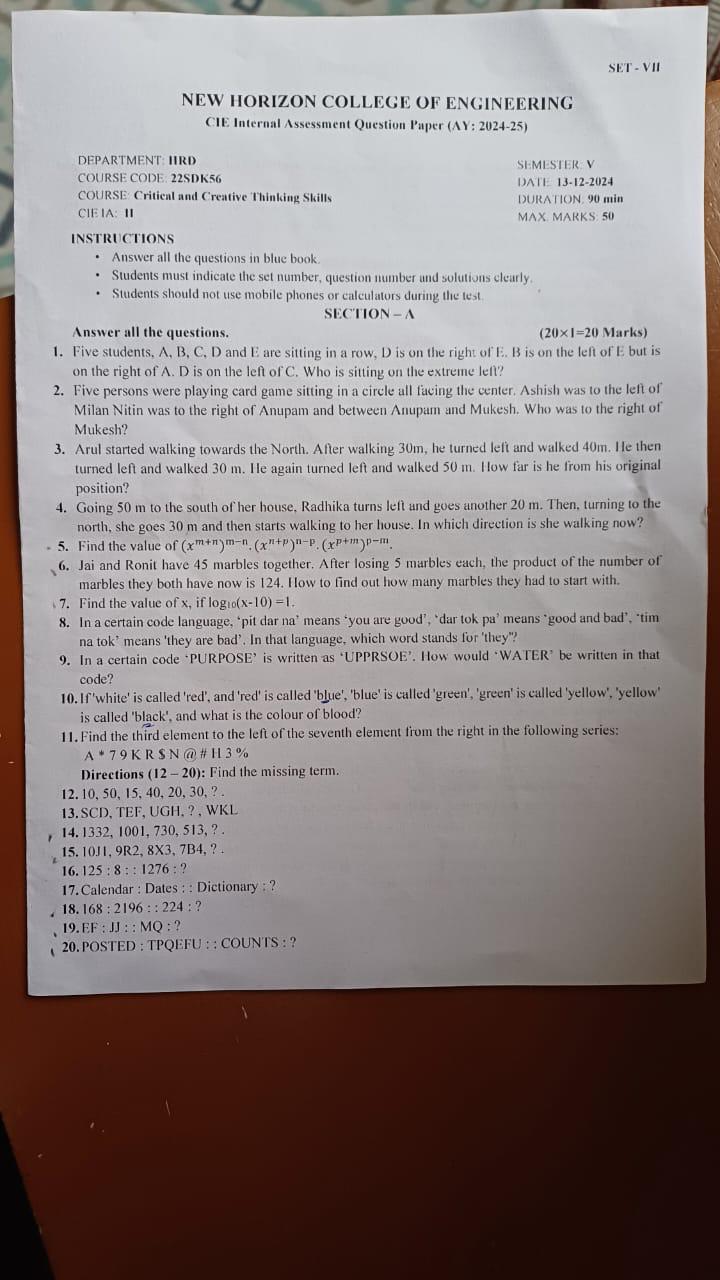 SET - VII
NEW HORIZON COLLEGE OF ENGINEERING
CIE Internal Assessment Question Paper (AY: 2024-25)
DEPARTMENT: HRD
COURSE CODE: 22SDK56
COURSE: Critical and Creative Thinking Skills
CIE IA: II
SEMESTER: V
DATE: 13-12-2024
DURATION: 90 min
MAX. MARKS: 50
INSTRUCTIONS
• Answer all the questions in blue book.
• Students must indicate the set number, question number and solutions clearly.
• Students should not use mobile phones or calculators during the test.
SECTION – A
Answer all the questions. (20×1=20 Marks)
1. Five students, A, B, C, D and E are sitting in a row, D is on the right of E. B is on the left of E but is
on the right of A. D is on the left of C. Who is sitting on the extreme left?
2. Five persons were playing card game sitting in a circle all facing the center. Ashish was to the left of
Milan Nitin was to the right of Anupam and between Anupam and Mukesh. Who was to the right of
Mukesh?
3. Arul started walking towards the North. After walking 30m, he turned left and walked 40m. He then
turned left and walked 30 m. He again turned left and walked 50 m. How far is he from his original
position?
4. Going 50 m to the south of her house, Radhika turns left and goes another 20 m. Then, turning to the
north, she goes 30 m and then starts walking to her house. In which direction is she walking now?
5. Find the value of (xᵐ⁺ⁿ)ᵐ⁻ⁿ.(xⁿ⁺ᵖ)ⁿ⁻ᵖ.(xᵖ⁺ᵐ)ᵖ⁻ᵐ.
6. Jai and Ronit have 45 marbles together. After losing 5 marbles each, the product of the number of
marbles they both have now is 124. How to find out how many marbles they had to start with.
7. Find the value of x, if log₁₀(x-10) =1.
8. In a certain code language, 'pit dar na' means 'you are good', 'dar tok pa' means 'good and bad', 'tim
na tok' means 'they are bad'. In that language, which word stands for 'they"?
9. In a certain code 'PURPOSE' is written as 'UPPRSOE'. How would 'WATER' be written in that
code?
10. If 'white' is called 'red', and 'red' is called 'blue', 'blue' is called 'green', 'green' is called 'yellow', 'yellow'
is called 'black', and what is the colour of blood?
11. Find the third element to the left of the seventh element from the right in the following series:
A * 7 9 K R $ N @ # H 3 %
Directions (12 – 20): Find the missing term.
12. 10, 50, 15, 40, 20, 30, ? .
13. SCD, TEF, UGH, ? , WKL
14. 1332, 1001, 730, 513, ? .
15. 10J1, 9R2, 8X3, 7B4, ? .
16. 125 : 8 : : 1276 : ?
17. Calendar : Dates : : Dictionary : ?
18. 168 : 2196 : : 224 : ?
19. EF : JJ : : MQ : ?
20. POSTED : TPQEFU : : COUNTS : ?